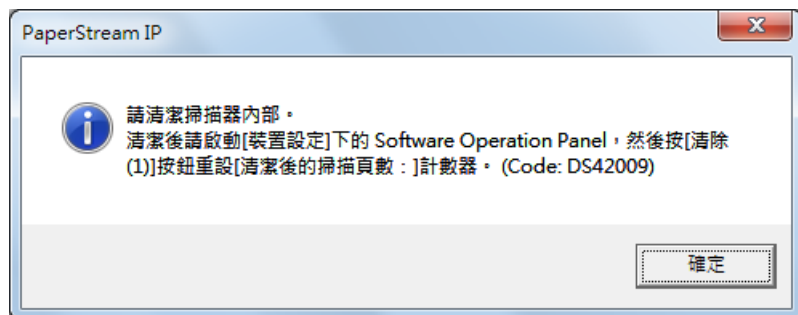 PaperStream IP
請清潔掃描器內部。
清潔後請啟動[裝置設定]下的 Software Operation Panel，然後按[清除
(1)]按鈕重設[清潔後的掃描頁數：]計數器。 (Code: DS42009)
確定